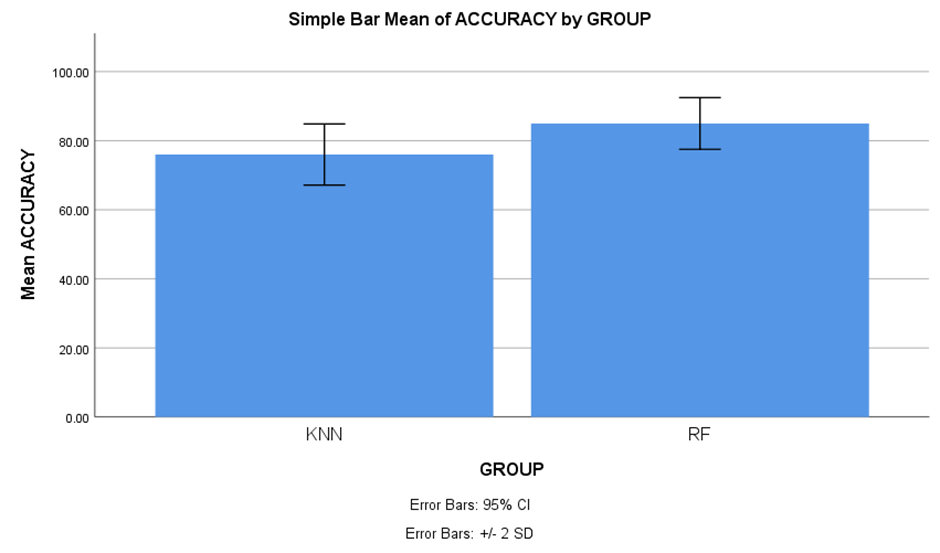 Simple Bar Mean of ACCURACY by GROUP
100.00
80.00
60.00
40.00
20.00
0.00
Mean ACCURACY
KNN
RF
GROUP
Error Bars: 95% CI
Error Bars: +/- 2 SD